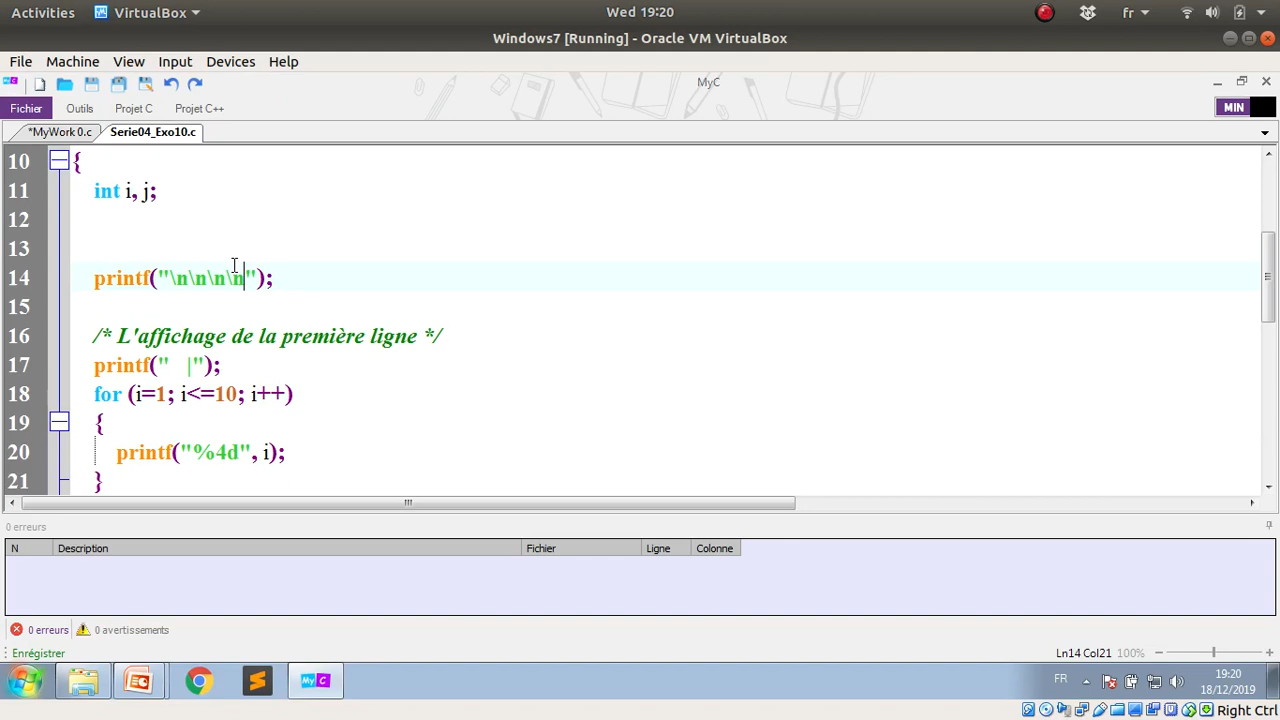 Activities VirtualBox Wed 19:20 fr
Windows7 [Running] - Oracle VM VirtualBox
File Machine View Input Devices Help
MyC
Fichier Outils Projet C Projet C++ MIN
*MyWork 0.c Serie04_Exo10.c
10 {
11 int i, j;
12
13
14 printf("\n\n\n\n");
15
16 /* L'affichage de la première ligne */
17 printf("   |");
18 for (i=1; i<=10; i++)
19 {
20 printf("%4d", i);
21 }
0 erreurs
N Description Fichier Ligne Colonne
0 erreurs 0 avertissements
Enrégistrer Ln14 Col21 100%
MyC FR 19:20
18/12/2019
Right Ctrl